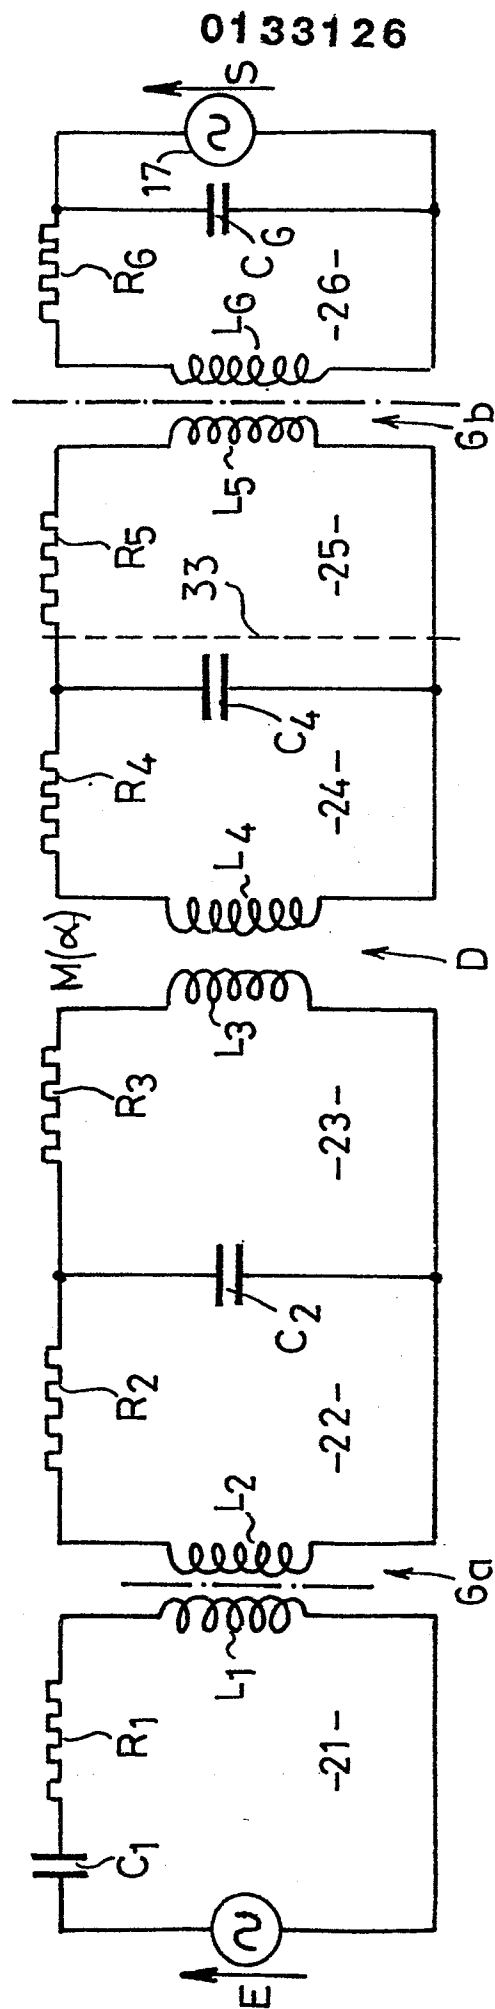 0133126
M(α)
C1
R1
R2
R3
R4
R5
R6
17
E
L1
L2
C2
L3
L4
C4
33
L5
L6
C6
S
-21-
-22-
-23-
-24-
-25-
-26-
6a
D
6b